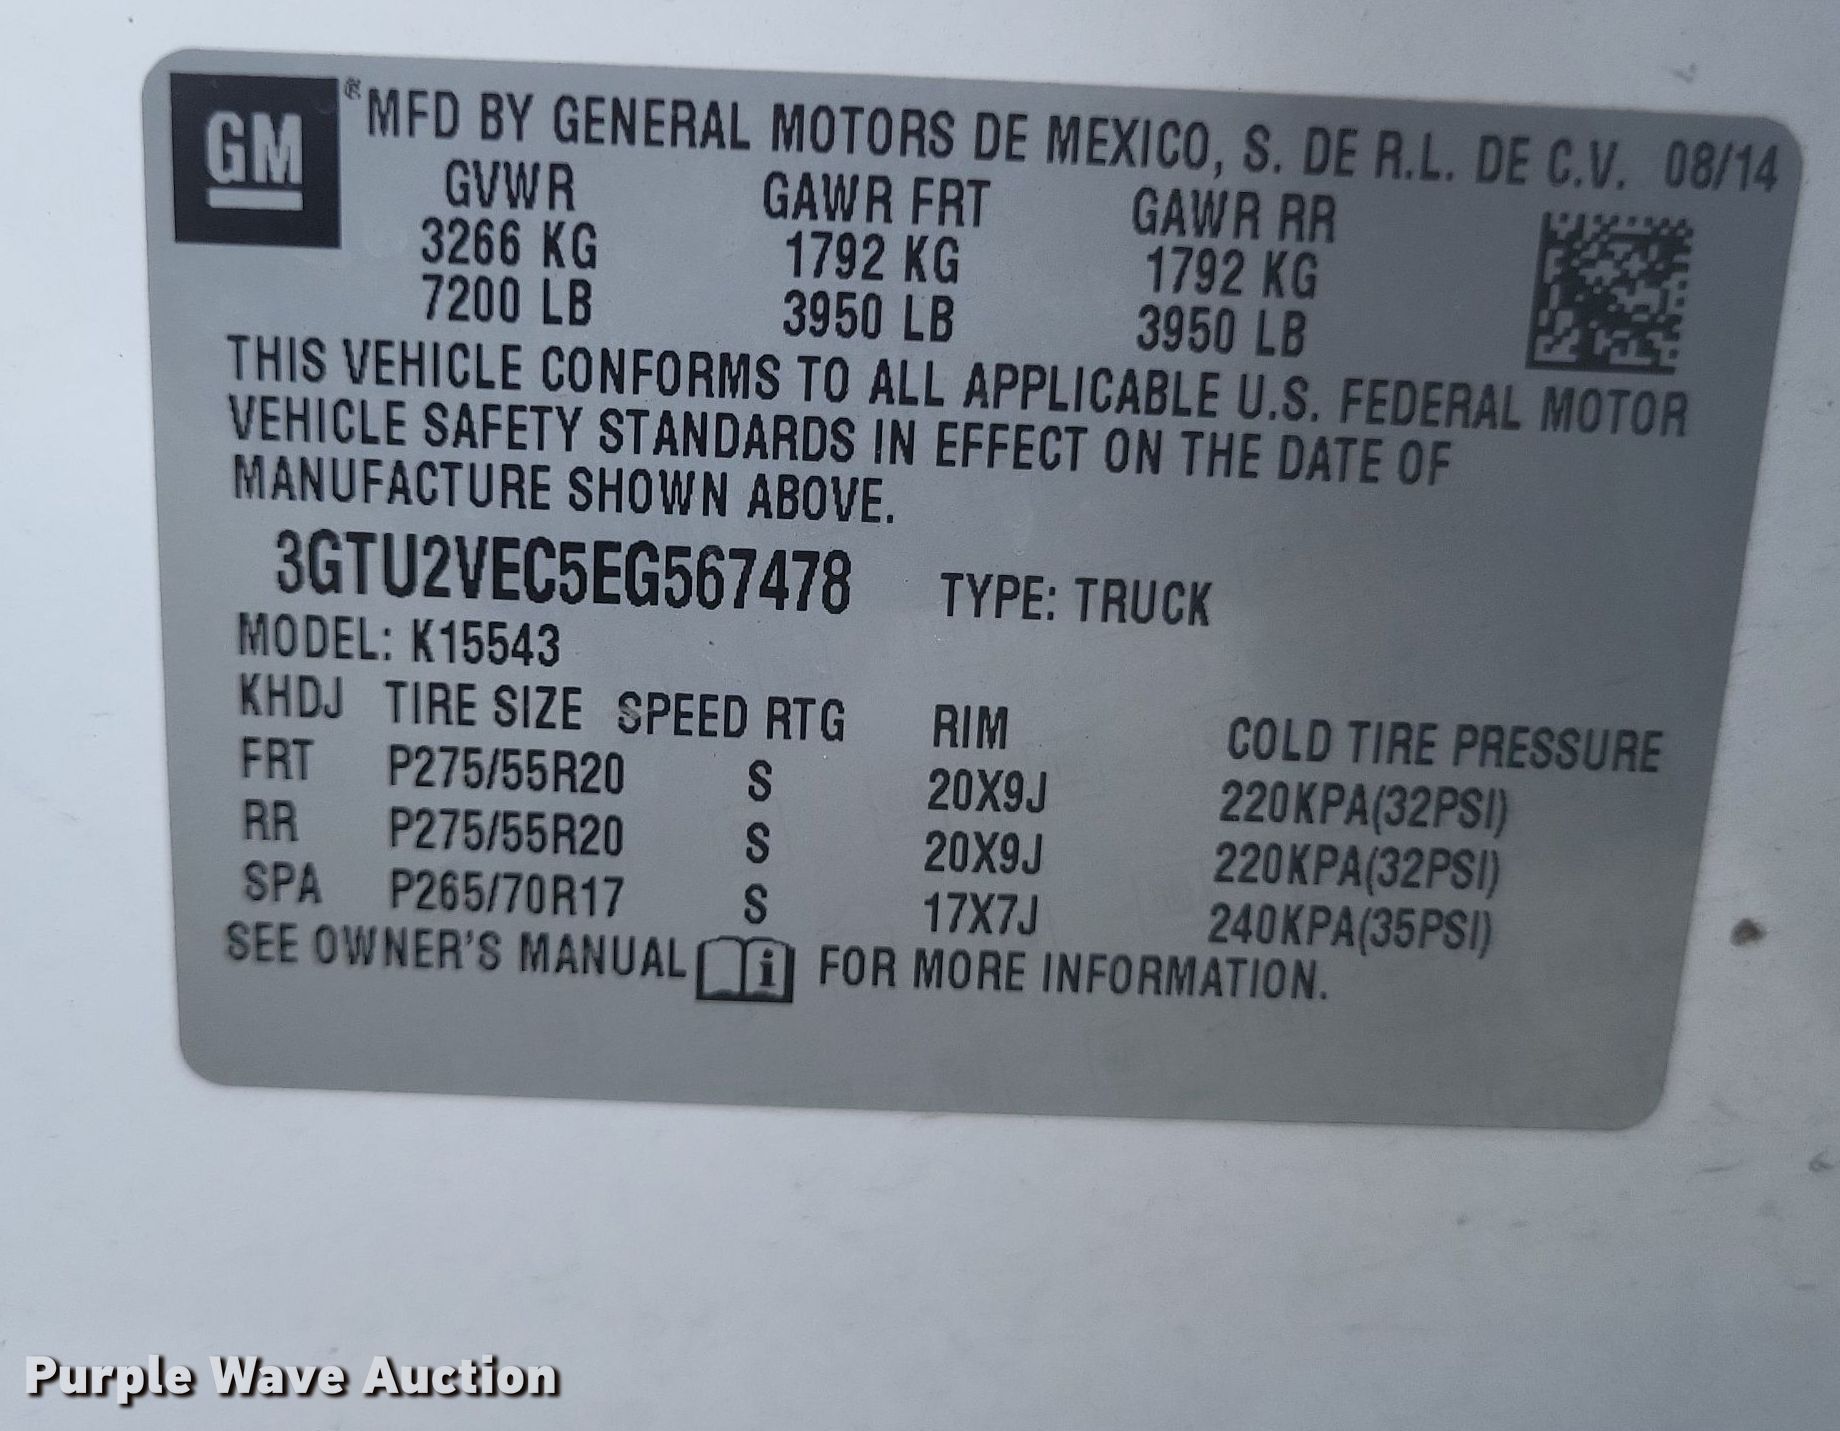 GM ® MFD BY GENERAL MOTORS DE MEXICO, S. DE R.L. DE C.V. 08/14
GVWR GAWR FRT GAWR RR
3266 KG 1792 KG 1792 KG
7200 LB 3950 LB 3950 LB
THIS VEHICLE CONFORMS TO ALL APPLICABLE U.S. FEDERAL MOTOR
VEHICLE SAFETY STANDARDS IN EFFECT ON THE DATE OF
MANUFACTURE SHOWN ABOVE.
3GTU2VEC5EG567478 TYPE: TRUCK
MODEL: K15543
KHDJ TIRE SIZE SPEED RTG RIM COLD TIRE PRESSURE
FRT P275/55R20 S 20X9J 220KPA(32PSI)
RR P275/55R20 S 20X9J 220KPA(32PSI)
SPA P265/70R17 S 17X7J 240KPA(35PSI)
SEE OWNER'S MANUAL i FOR MORE INFORMATION.
Purple Wave Auction